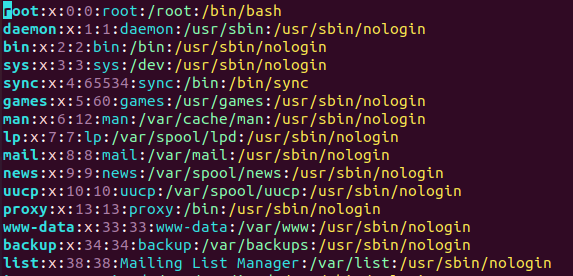 root:x:0:0:root:/root:/bin/bash
daemon:x:1:1:daemon:/usr/sbin:/usr/sbin/nologin
bin:x:2:2:bin:/bin:/usr/sbin/nologin
sys:x:3:3:sys:/dev:/usr/sbin/nologin
sync:x:4:65534:sync:/bin:/bin/sync
games:x:5:60:games:/usr/games:/usr/sbin/nologin
man:x:6:12:man:/var/cache/man:/usr/sbin/nologin
lp:x:7:7:lp:/var/spool/lpd:/usr/sbin/nologin
mail:x:8:8:mail:/var/mail:/usr/sbin/nologin
news:x:9:9:news:/var/spool/news:/usr/sbin/nologin
uucp:x:10:10:uucp:/var/spool/uucp:/usr/sbin/nologin
proxy:x:13:13:proxy:/bin:/usr/sbin/nologin
www-data:x:33:33:www-data:/var/www:/usr/sbin/nologin
backup:x:34:34:backup:/var/backups:/usr/sbin/nologin
list:x:38:38:Mailing List Manager:/var/list:/usr/sbin/nologin